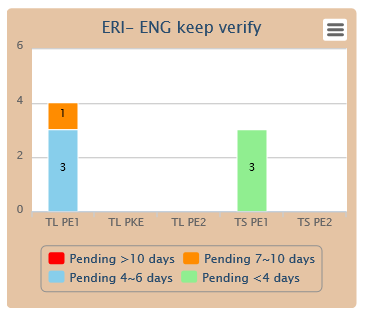 ERI- ENG keep verify
6
4
2
0
1
3
3
TL PE1 TL PKE TL PE2 TS PE1 TS PE2
Pending >10 days Pending 7~10 days
Pending 4~6 days Pending <4 days